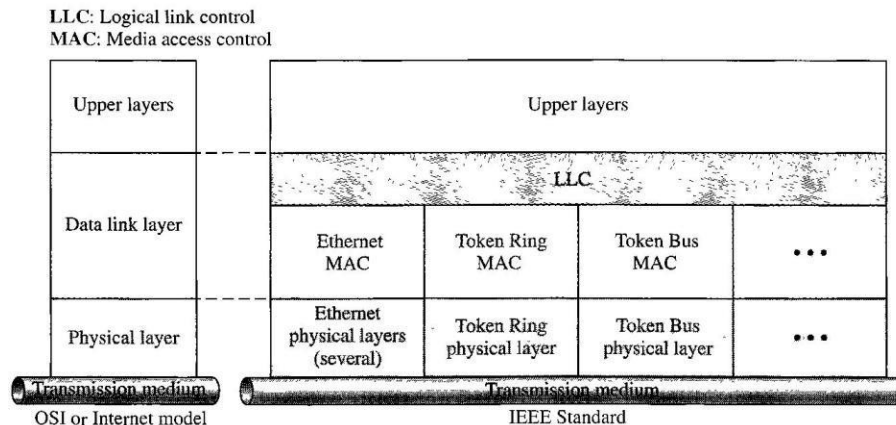 LLC: Logical link control
MAC: Media access control
Upper layers
Upper layers
LLC
Data link layer
Ethernet
MAC
Token Ring
MAC
Token Bus
MAC
•••
Physical layer
Ethernet
physical layers
(several)
Token Ring
physical layer
Token Bus
physical layer
•••
Transmission medium
Transmission medium
OSI or Internet model
IEEE Standard